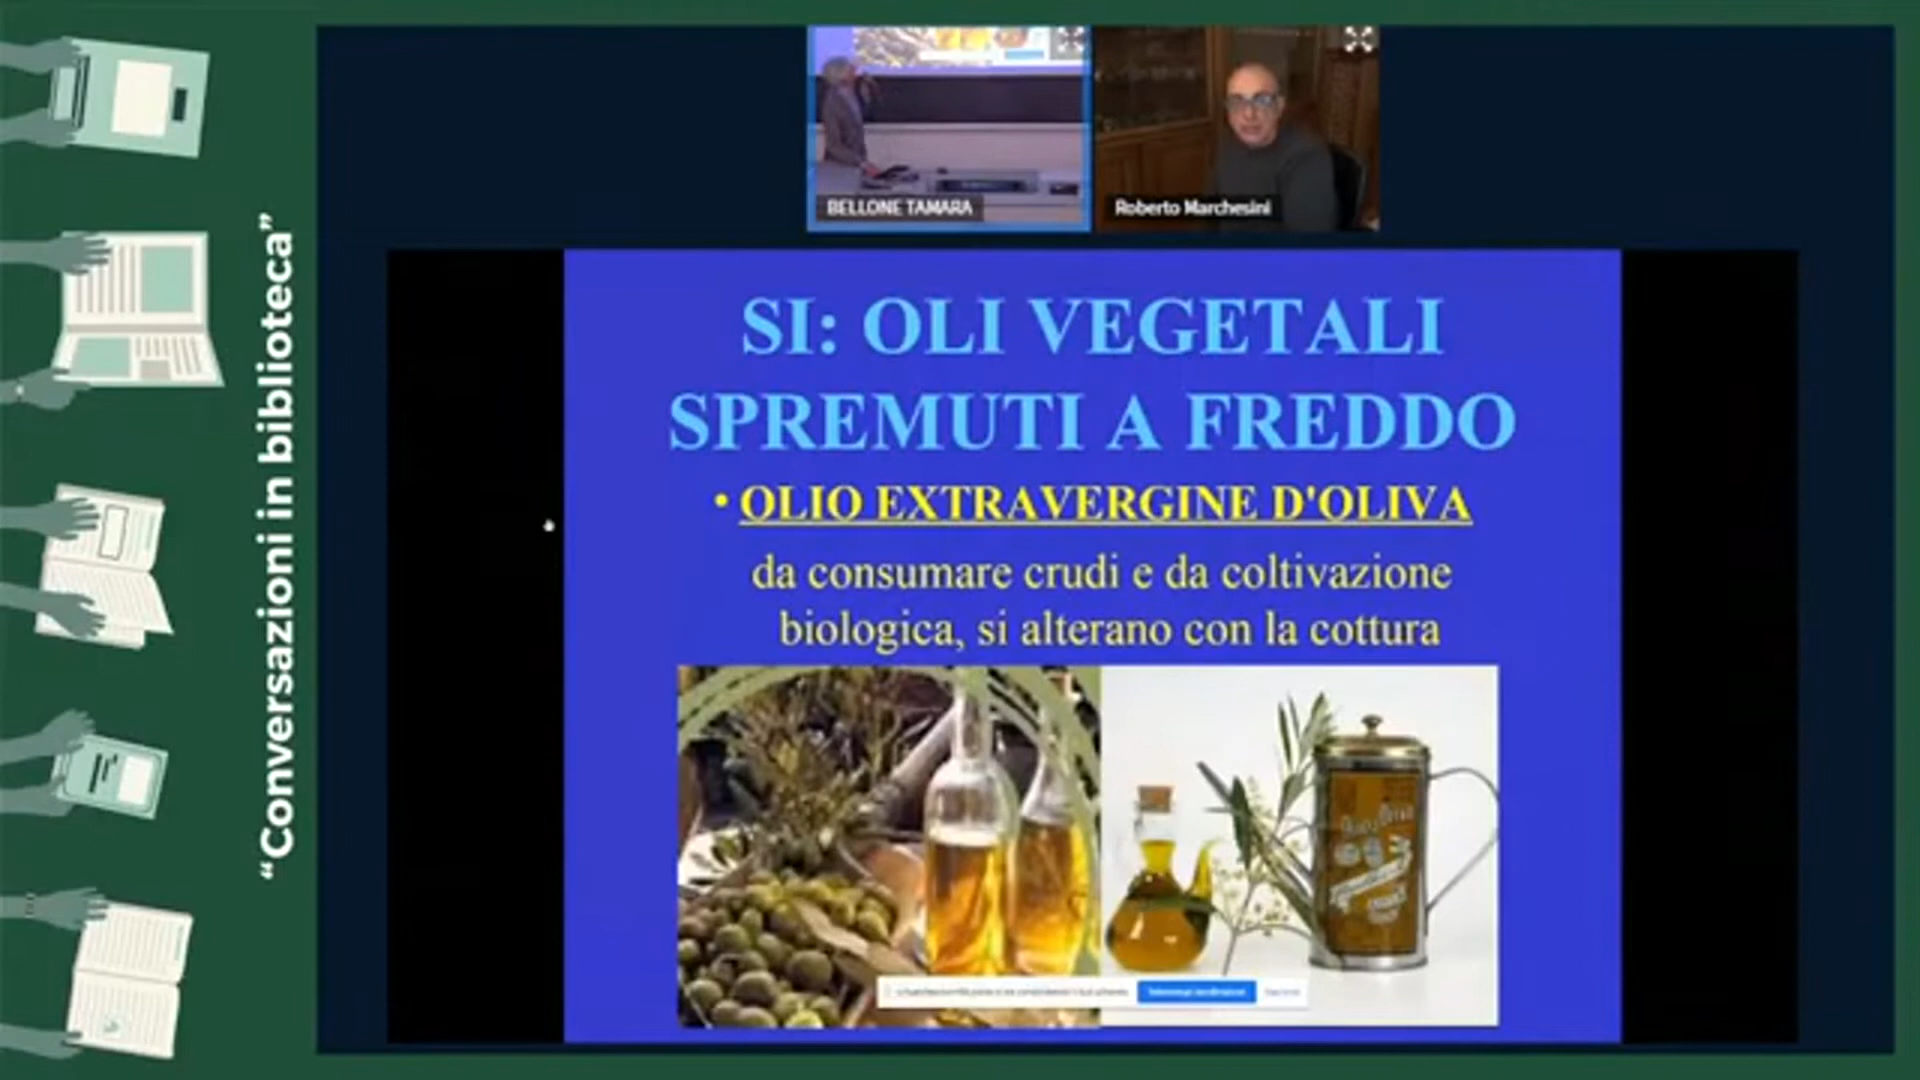 “Conversazioni in biblioteca”
BELLONE TAMARA
Roberto Marchesini
SI: OLI VEGETALI
SPREMUTI A FREDDO
• OLIO EXTRAVERGINE D'OLIVA
da consumare crudi e da coltivazione
biologica, si alterano con la cottura